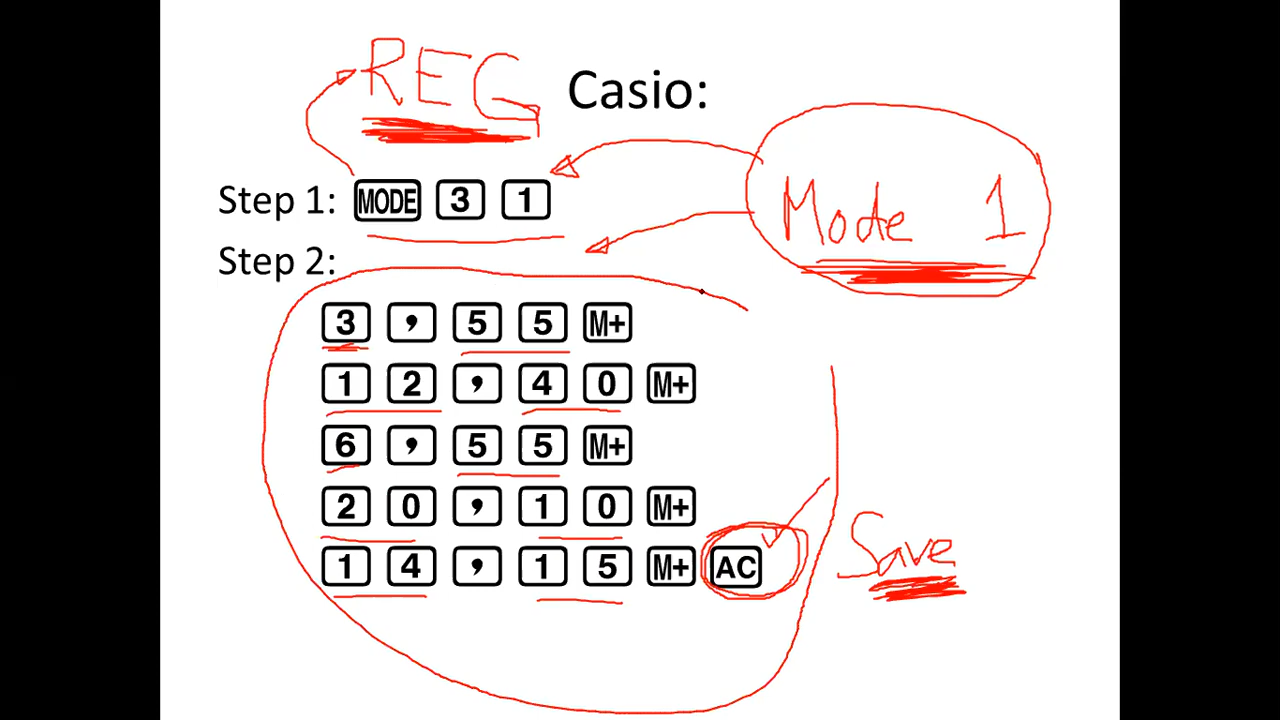 REG Casio:
Step 1: MODE 3 1
Mode 1
Step 2:
3 , 5 5 M+
1 2 , 4 0 M+
6 , 5 5 M+
2 0 , 1 0 M+
1 4 , 1 5 M+ AC
Save